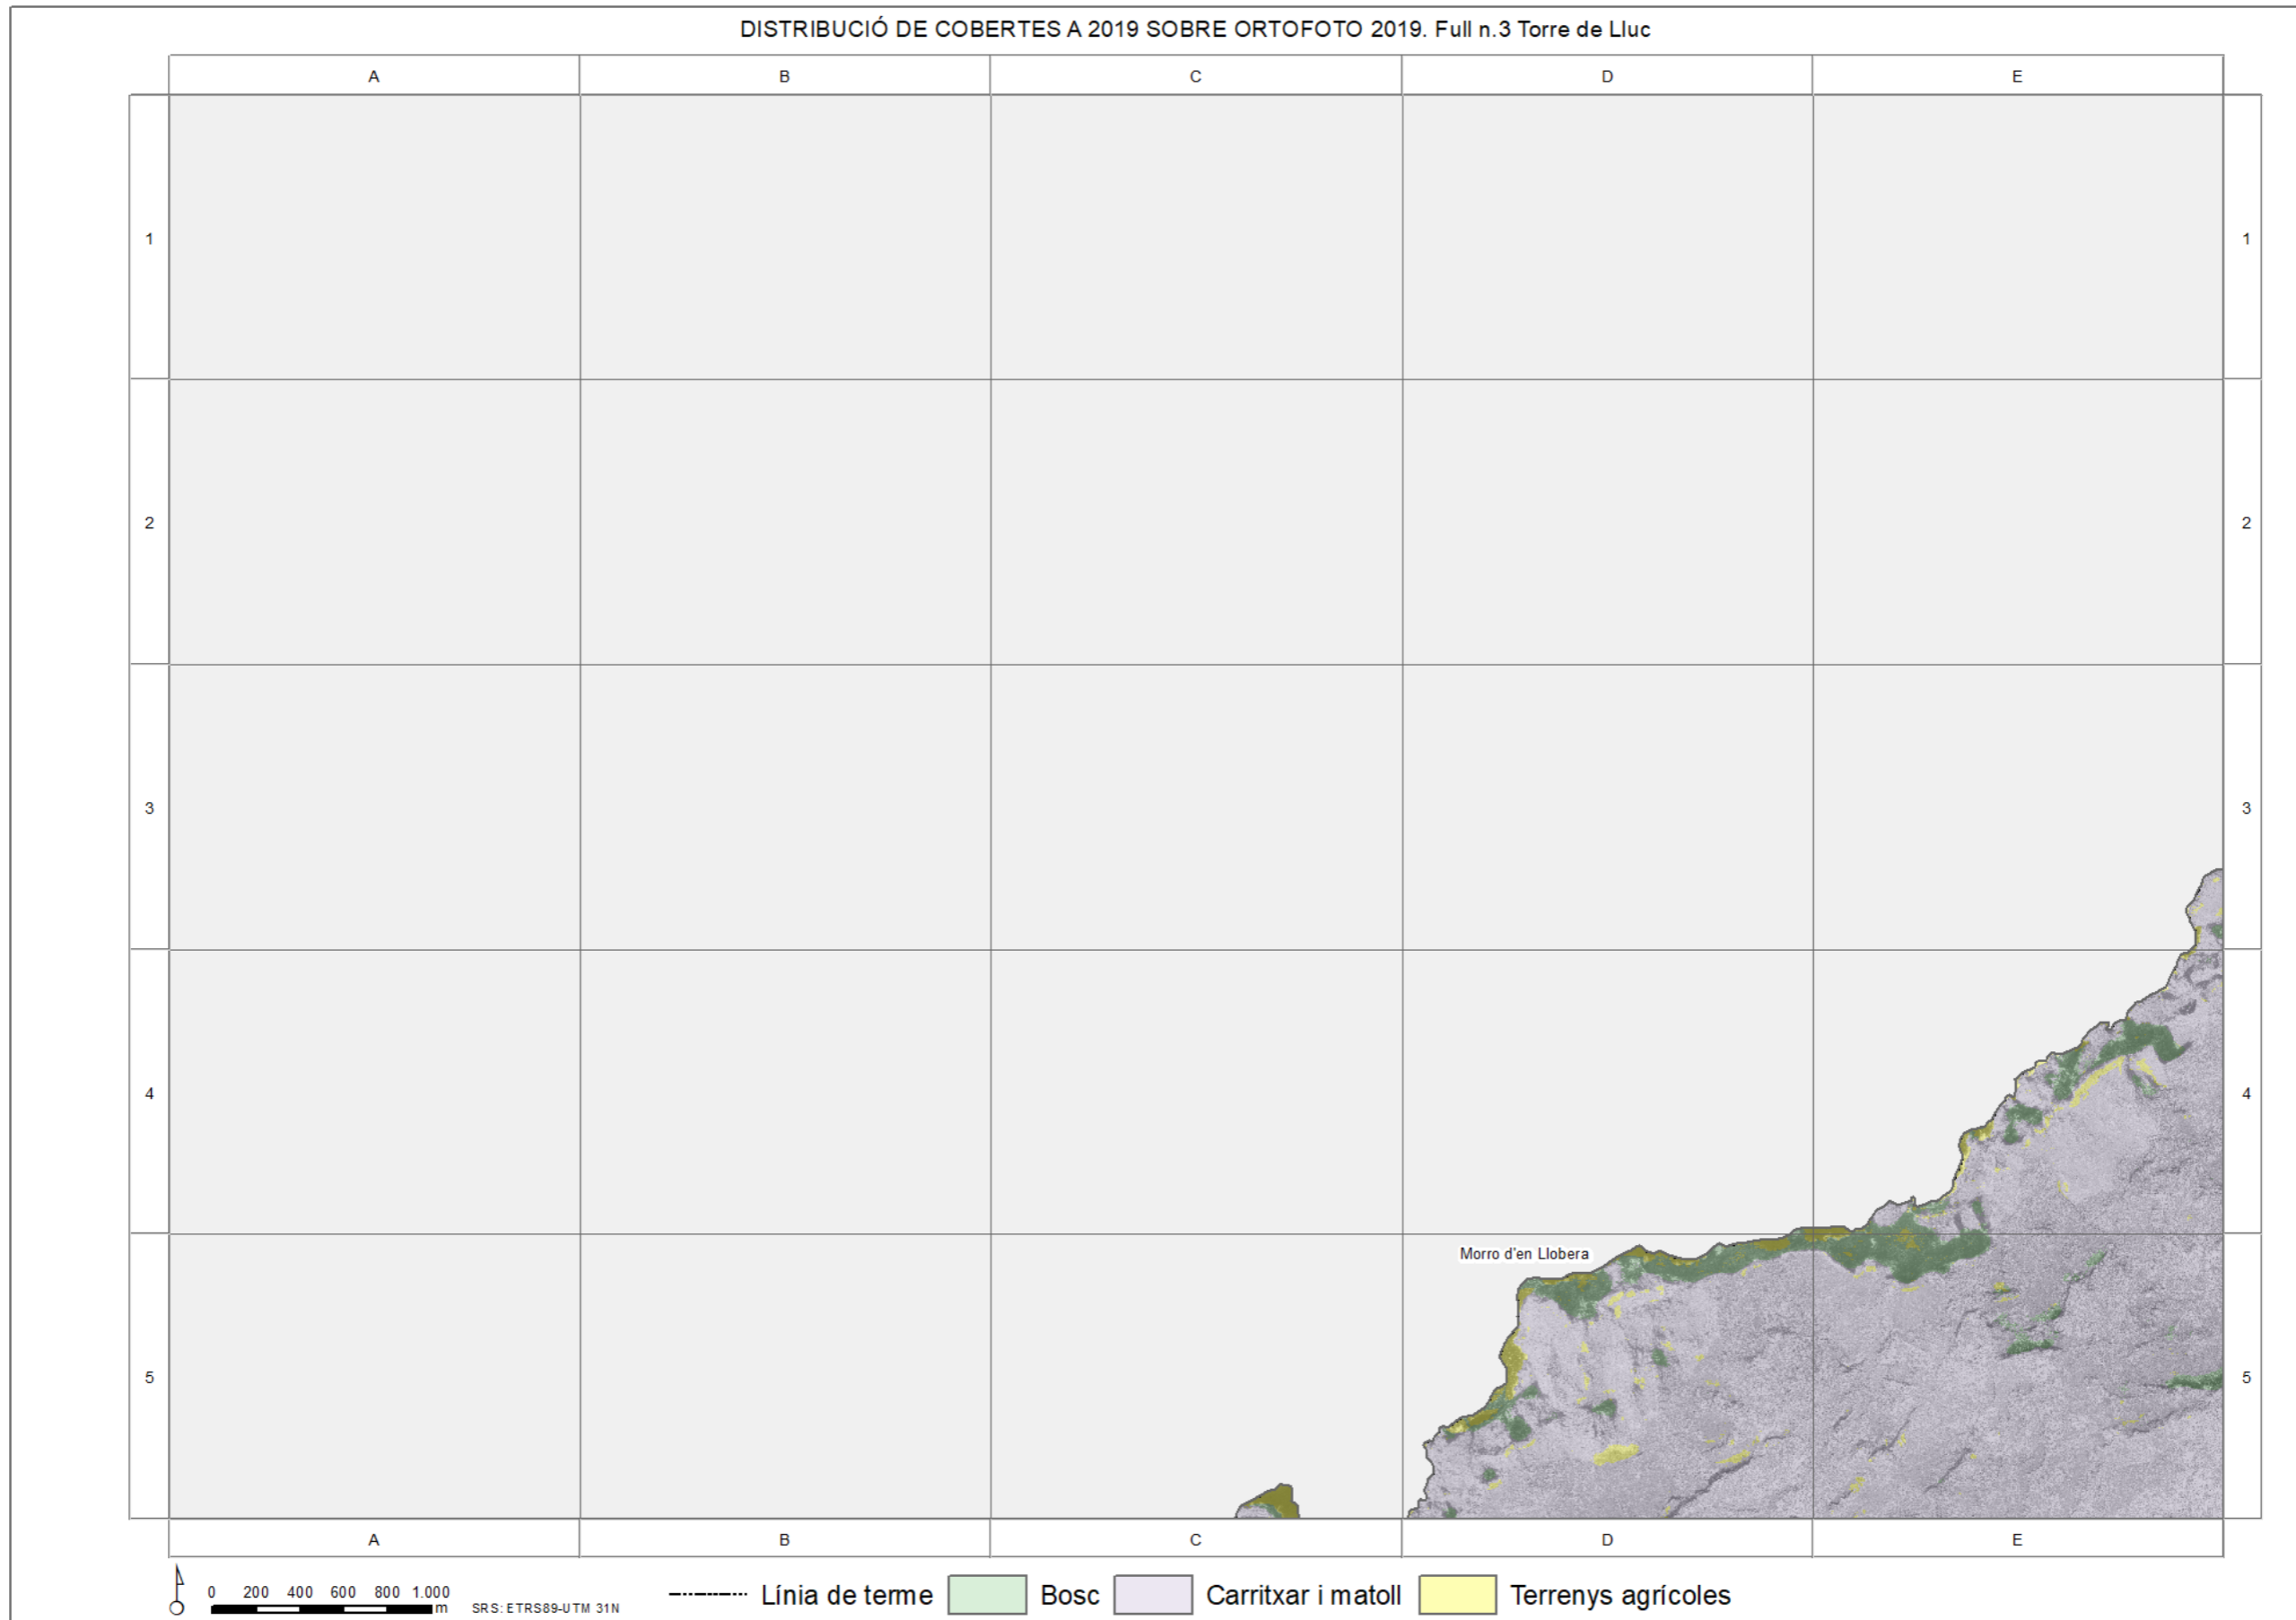 DISTRIBUCIÓ DE COBERTES A 2019 SOBRE ORTOFOTO 2019. Full n.3 Torre de Lluc
A B C D E
1 1
2 2
3 3
4 4
Morro d'en Llobera
5 5
A B C D E
0 200 400 600 800 1.000
m
SRS: ETRS89-UTM 31N
Línia de terme Bosc Carritxar i matoll Terrenys agrícoles